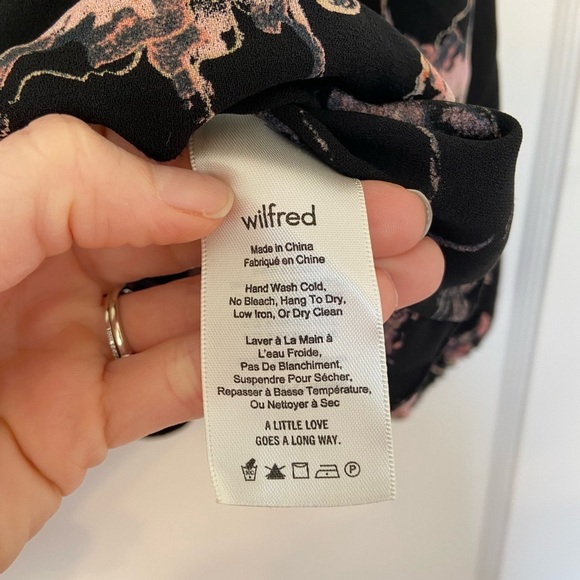 wilfred
Made in China
Fabriqué en Chine
Hand Wash Cold,
No Bleach, Hang To Dry,
Low Iron, Or Dry Clean
Laver à La Main à
L'eau Froide,
Pas De Blanchiment,
Suspendre Pour Sécher,
Repasser à Basse Température,
Ou Nettoyer à Sec
A LITTLE LOVE
GOES A LONG WAY.
P